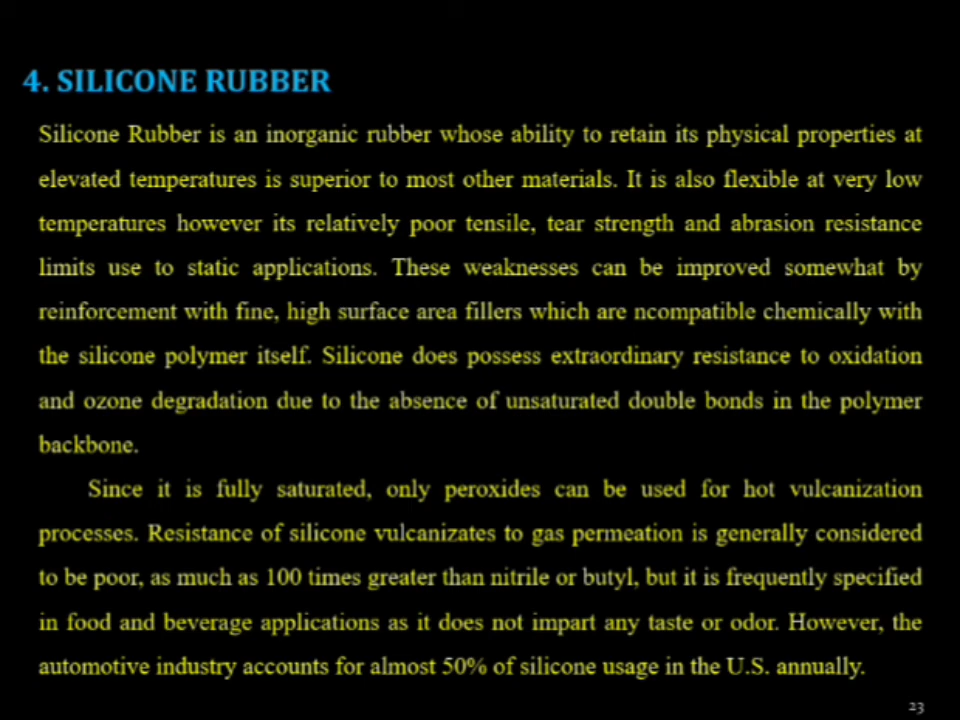 4. SILICONE RUBBER
Silicone Rubber is an inorganic rubber whose ability to retain its physical properties at
elevated temperatures is superior to most other materials. It is also flexible at very low
temperatures however its relatively poor tensile, tear strength and abrasion resistance
limits use to static applications. These weaknesses can be improved somewhat by
reinforcement with fine, high surface area fillers which are ncompatible chemically with
the silicone polymer itself. Silicone does possess extraordinary resistance to oxidation
and ozone degradation due to the absence of unsaturated double bonds in the polymer
backbone.
Since it is fully saturated, only peroxides can be used for hot vulcanization
processes. Resistance of silicone vulcanizates to gas permeation is generally considered
to be poor, as much as 100 times greater than nitrile or butyl, but it is frequently specified
in food and beverage applications as it does not impart any taste or odor. However, the
automotive industry accounts for almost 50% of silicone usage in the U.S. annually.
23